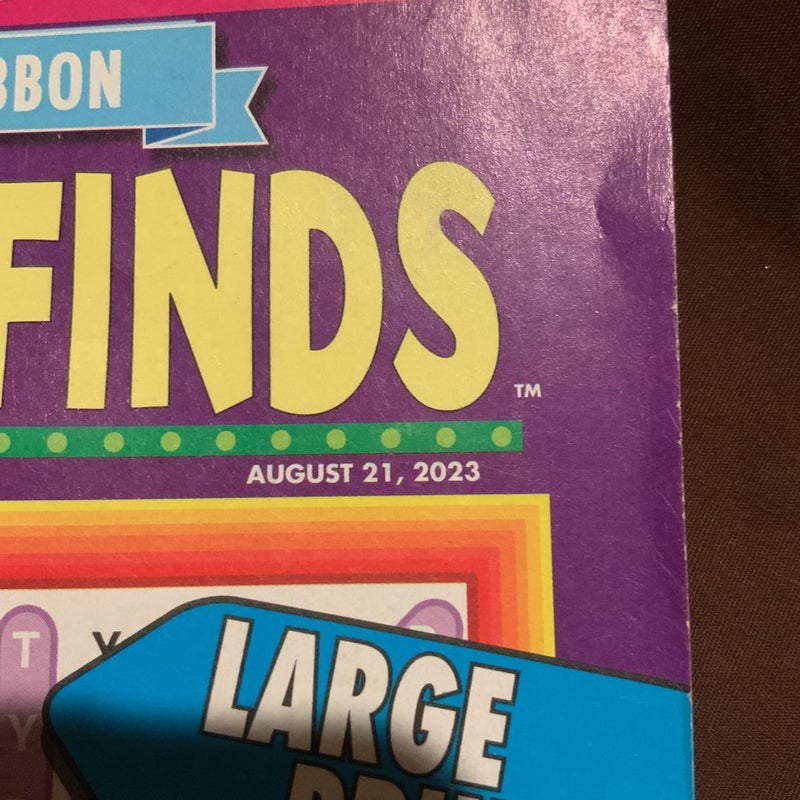 BBON
FINDS
TM
AUGUST 21, 2023
T Y
Y
LARGE